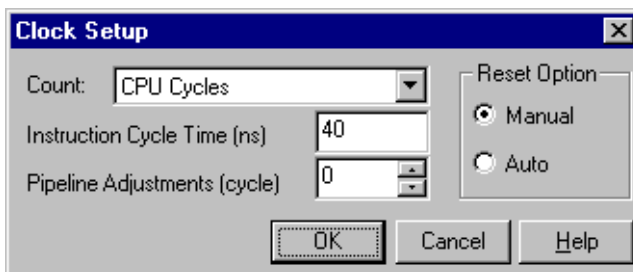 Clock Setup
Count: CPU Cycles
Instruction Cycle Time (ns) 40
Pipeline Adjustments (cycle) 0
Reset Option
Manual
Auto
OK Cancel Help